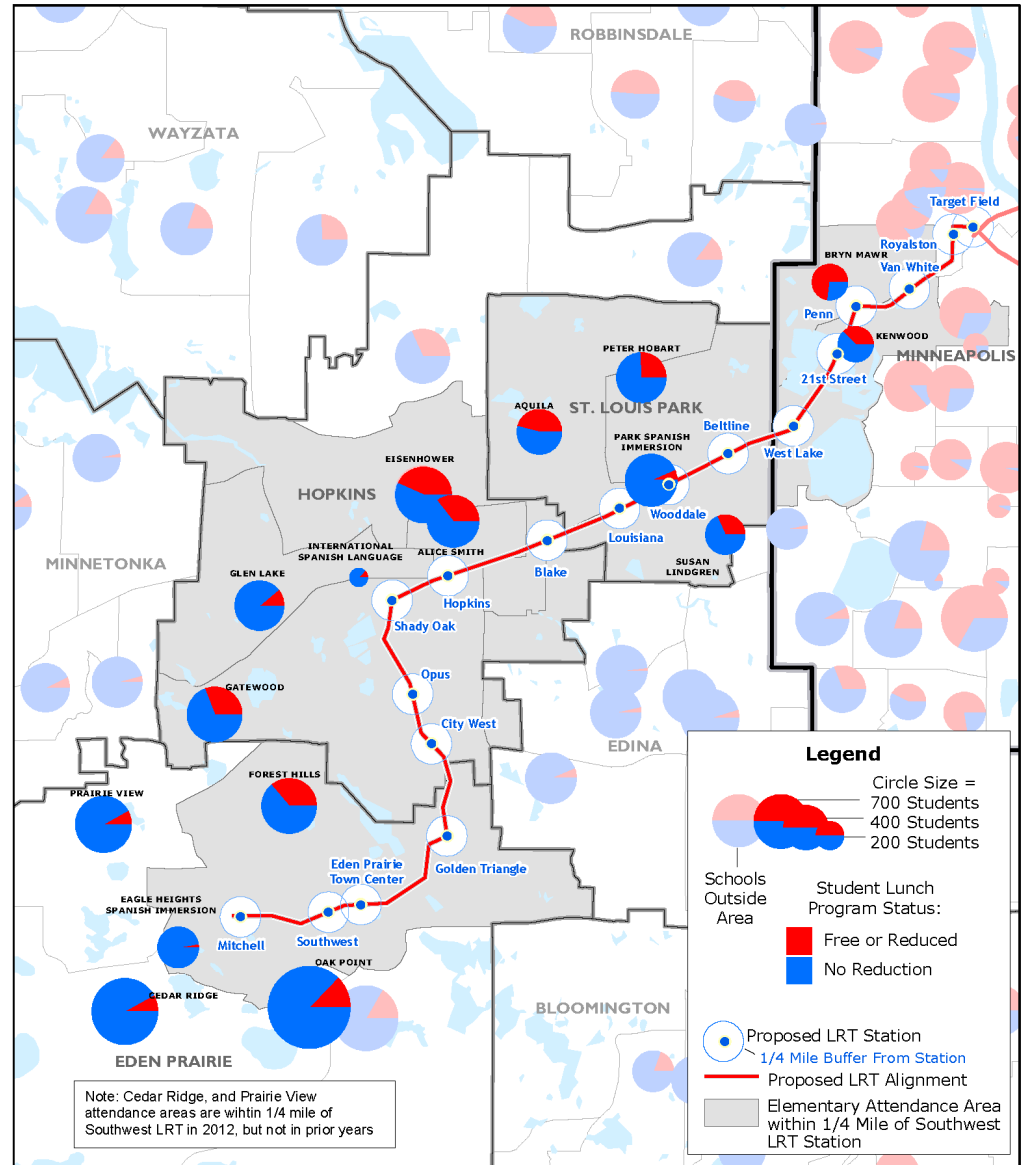 ROBBINSDALE
WAYZATA
Target Field
Royalston
BRYN MAWR
Van White
Penn
KENWOOD
MINNEAPOLIS
PETER HOBART
21st Street
AQUILA
ST. LOUIS PARK
Beltline
PARK SPANISH
IMMERSION
West Lake
EISENHOWER
HOPKINS
Wooddale
Louisiana
INTERNATIONAL
SPANISH LANGUAGE
ALICE SMITH
SUSAN
LINDGREN
MINNETONKA
GLEN LAKE
Blake
Hopkins
Shady Oak
Opus
GATEWOOD
City West
EDINA
FOREST HILLS
PRAIRIE VIEW
Eden Prairie
Town Center
Golden Triangle
EAGLE HEIGHTS
SPANISH IMMERSION
Mitchell
Southwest
OAK POINT
CEDAR RIDGE
BLOOMINGTON
EDEN PRAIRIE
Note: Cedar Ridge, and Prairie View
attendance areas are wihtin 1/4 mile of
Southwest LRT in 2012, but not in prior years
Legend
Circle Size =
700 Students
400 Students
200 Students
Schools
Outside
Area
Student Lunch
Program Status:
Free or Reduced
No Reduction
Proposed LRT Station
1/4 Mile Buffer From Station
Proposed LRT Alignment
Elementary Attendance Area
within 1/4 Mile of Southwest
LRT Station